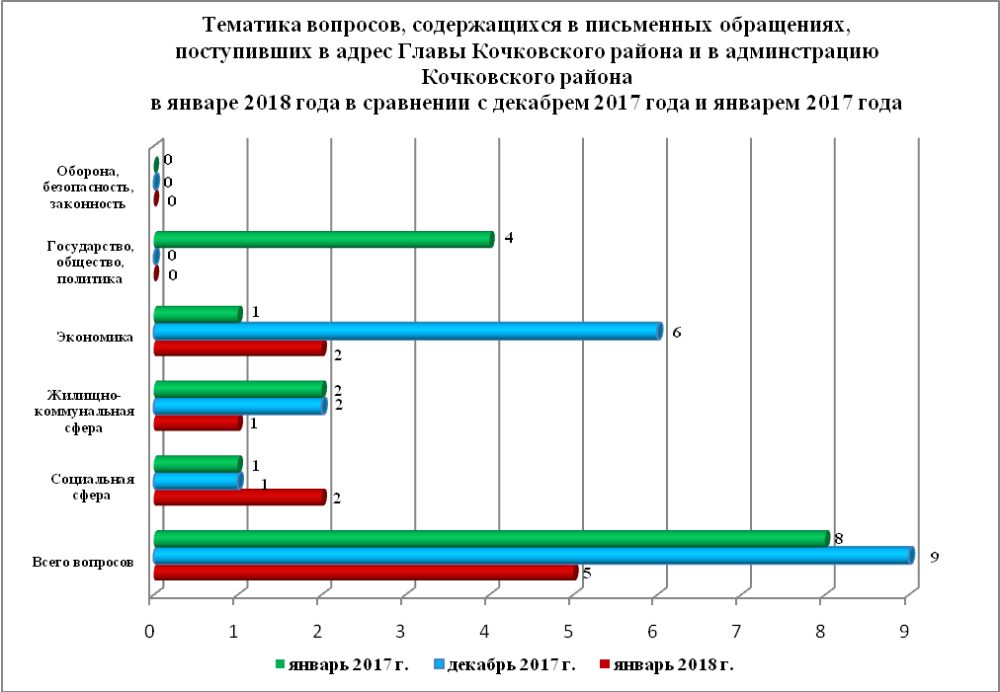 Тематика вопросов, содержащихся в письменных обращениях,
поступивших в адрес Главы Кочковского района и в админстрацию
Кочковского района
в январе 2018 года в сравнении с декабрем 2017 года и январем 2017 года
Оборона,
безопасность,
законность
0
0
0
Государство,
общество,
политика
4
0
0
Экономика
1
6
2
Жилищно-
коммунальная
сфера
2
2
1
Социальная
сфера
1
1
2
Всего вопросов
8
9
5
0 1 2 3 4 5 6 7 8 9
январь 2017 г. декабрь 2017 г. январь 2018 г.